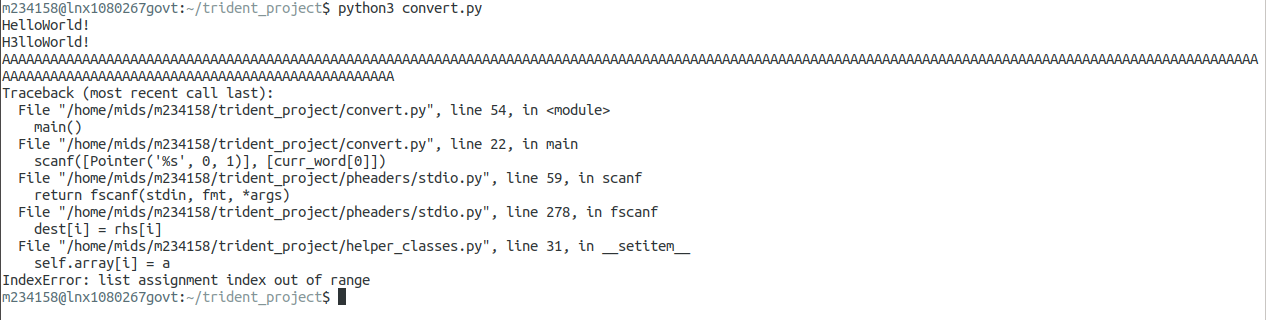 m234158@lnx1080267govt:~/trident_project$ python3 convert.py
HelloWorld!
H3lloWorld!
AAAAAAAAAAAAAAAAAAAAAAAAAAAAAAAAAAAAAAAAAAAAAAAAAAAAAAAAAAAAAAAAAAAAAAAAAAAAAAAAAAAAAAAAAAAAAAAAAAAAAAAAAAAAAAAAAAAAAAAAAAAAAAAAAAAAAAAAAAAAAAAAAAAAAAAAAAAAA
AAAAAAAAAAAAAAAAAAAAAAAAAAAAAAAAAAAAAAAAAAAAAAAAA
Traceback (most recent call last):
  File "/home/mids/m234158/trident_project/convert.py", line 54, in <module>
    main()
  File "/home/mids/m234158/trident_project/convert.py", line 22, in main
    scanf([Pointer('%s', 0, 1)], [curr_word[0]])
  File "/home/mids/m234158/trident_project/pheaders/stdio.py", line 59, in scanf
    return fscanf(stdin, fmt, *args)
  File "/home/mids/m234158/trident_project/pheaders/stdio.py", line 278, in fscanf
    dest[i] = rhs[i]
  File "/home/mids/m234158/trident_project/helper_classes.py", line 31, in __setitem__
    self.array[i] = a
IndexError: list assignment index out of range
m234158@lnx1080267govt:~/trident_project$